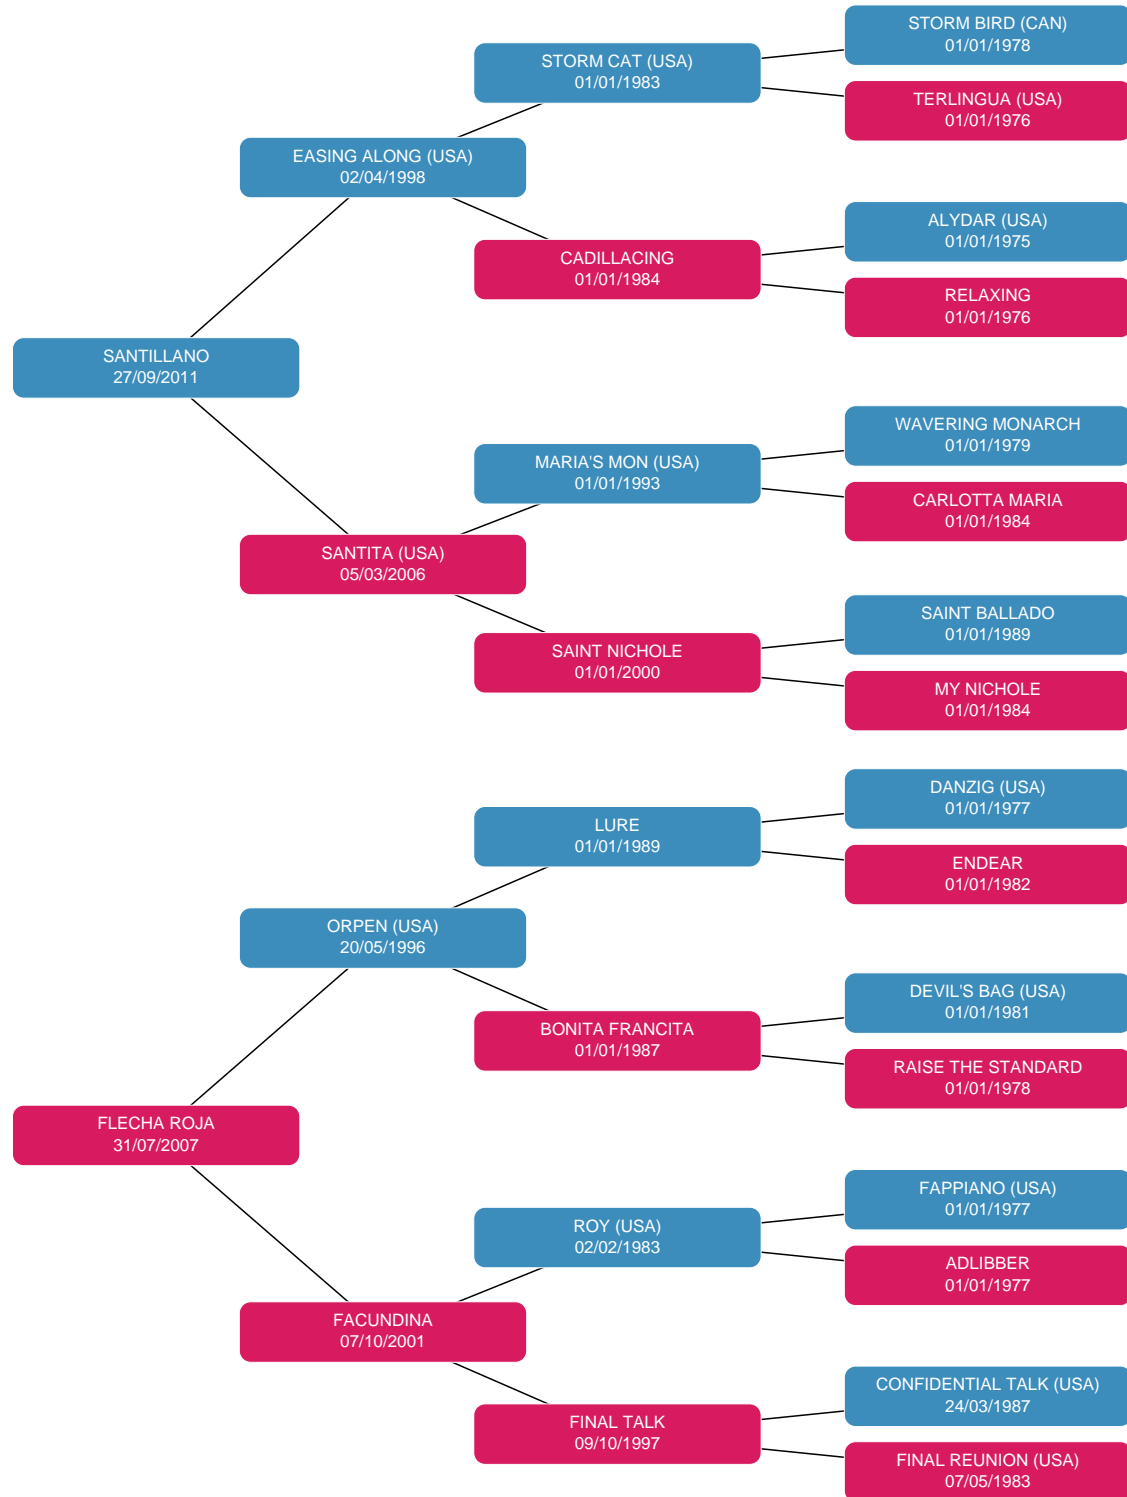 STORM BIRD (CAN)
01/01/1978
STORM CAT (USA)
01/01/1983
TERLINGUA (USA)
01/01/1976
EASING ALONG (USA)
02/04/1998
ALYDAR (USA)
01/01/1975
CADILLACING
01/01/1984
RELAXING
01/01/1976
SANTILLANO
27/09/2011
WAVERING MONARCH
01/01/1979
MARIA'S MON (USA)
01/01/1993
CARLOTTA MARIA
01/01/1984
SANTITA (USA)
05/03/2006
SAINT BALLADO
01/01/1989
SAINT NICHOLE
01/01/2000
MY NICHOLE
01/01/1984
DANZIG (USA)
01/01/1977
LURE
01/01/1989
ENDEAR
01/01/1982
ORPEN (USA)
20/05/1996
DEVIL'S BAG (USA)
01/01/1981
BONITA FRANCITA
01/01/1987
RAISE THE STANDARD
01/01/1978
FLECHA ROJA
31/07/2007
FAPPIANO (USA)
01/01/1977
ROY (USA)
02/02/1983
ADLIBBER
01/01/1977
FACUNDINA
07/10/2001
CONFIDENTIAL TALK (USA)
24/03/1987
FINAL TALK
09/10/1997
FINAL REUNION (USA)
07/05/1983